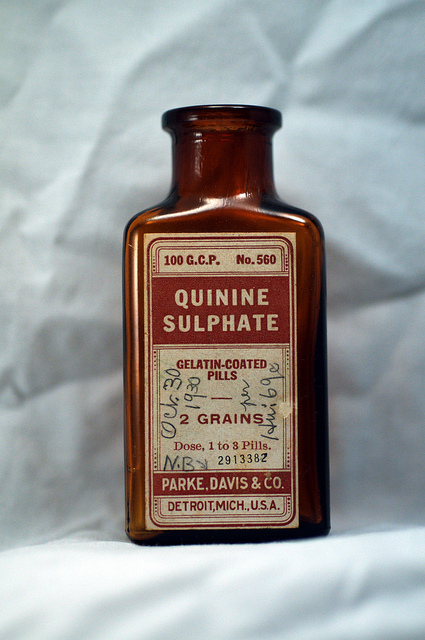 100 G.C.P. No. 560
QUININE
SULPHATE
GELATIN-COATED
PILLS
2 GRAINS
Dose, 1 to 3 Pills.
2913382
PARKE, DAVIS & CO.
DETROIT, MICH., U.S.A.
Oct. 30
1930
per